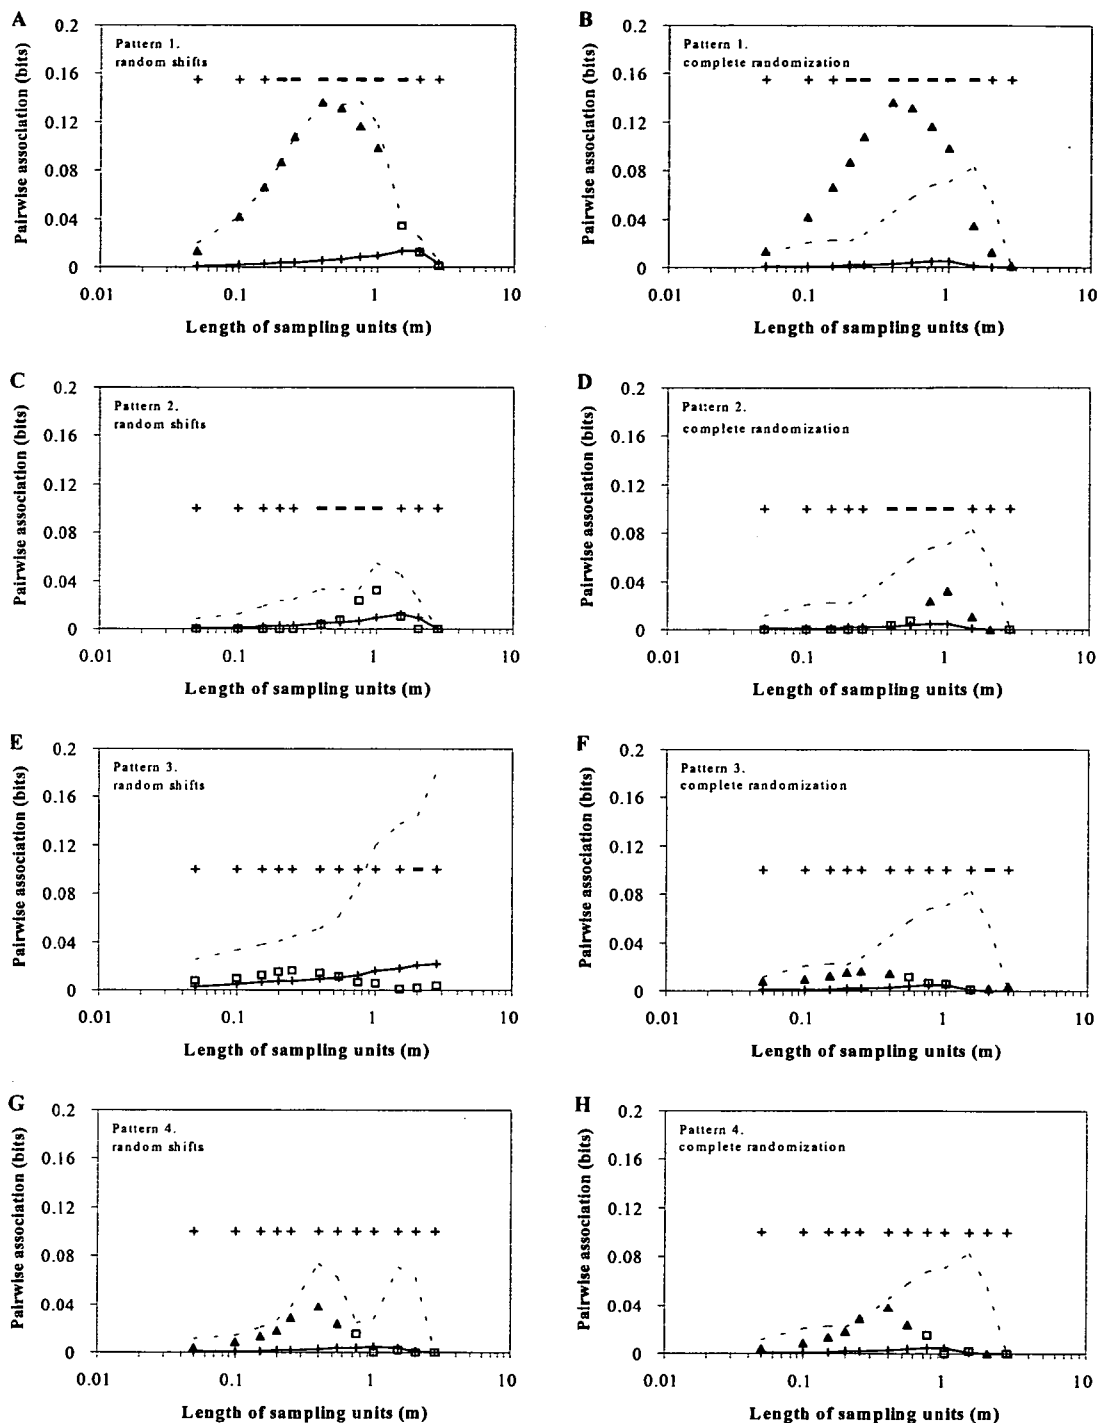 A
Pattern 1.
random shifts
Pairwise association (bits)
0.2
0.16
0.12
0.08
0.04
0
0.01
0.1
1
10
Length of sampling units (m)
B
Pattern 1.
complete randomization
Pairwise association (bits)
0.2
0.16
0.12
0.08
0.04
0
0.01
0.1
1
10
Length of sampling units (m)
C
Pattern 2.
random shifts
Pairwise association (bits)
0.2
0.16
0.12
0.08
0.04
0
0.01
0.1
1
10
Length of sampling units (m)
D
Pattern 2.
complete randomization
Pairwise association (bits)
0.2
0.16
0.12
0.08
0.04
0
0.01
0.1
1
10
Length of sampling units (m)
E
Pattern 3.
random shifts
Pairwise association (bits)
0.2
0.16
0.12
0.08
0.04
0
0.01
0.1
1
10
Length of sampling units (m)
F
Pattern 3.
complete randomization
Pairwise association (bits)
0.2
0.16
0.12
0.08
0.04
0
0.01
0.1
1
10
Length of sampling units (m)
G
Pattern 4.
random shifts
Pairwise association (bits)
0.2
0.16
0.12
0.08
0.04
0
0.01
0.1
1
10
Length of sampling units (m)
H
Pattern 4.
complete randomization
Pairwise association (bits)
0.2
0.16
0.12
0.08
0.04
0
0.01
0.1
1
10
Length of sampling units (m)